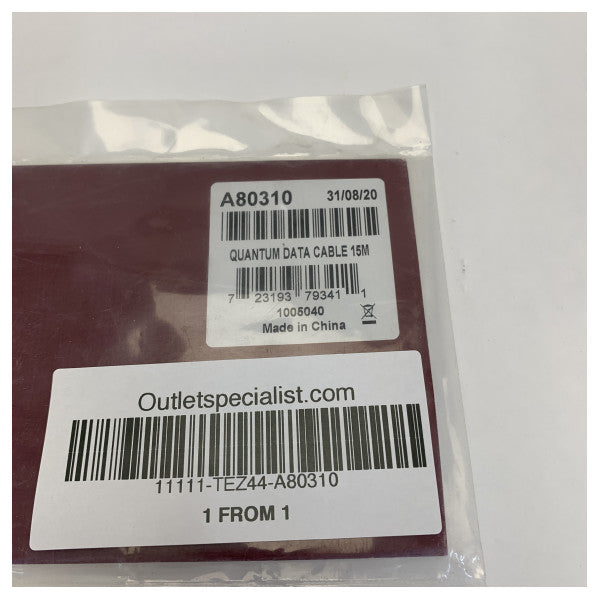 A80310 31/08/20
QUANTUM DATA CABLE 15M
7 23193 79341 1
1005040
Made in China
Outletspecialist.com
11111-TEZ44-A80310
1 FROM 1